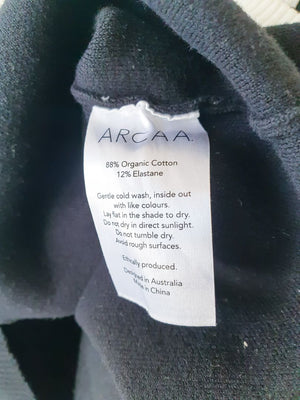 ARCAA.
88% Organic Cotton
12% Elastane
Gentle cold wash, inside out
with like colours.
Lay flat in the shade to dry.
Do not dry in direct sunlight.
Do not tumble dry.
Avoid rough surfaces.
Ethically produced.
Designed in Australia
Made in China